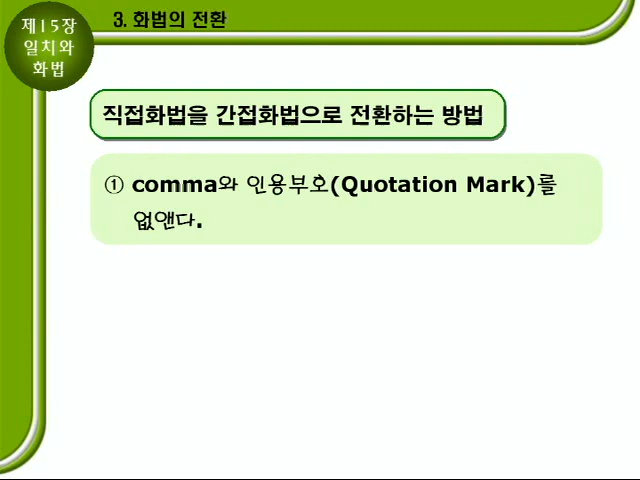 제15장
일치와
화법
3. 화법의 전환
직접화법을 간접화법으로 전환하는 방법
① comma와 인용부호(Quotation Mark)를
없앤다.